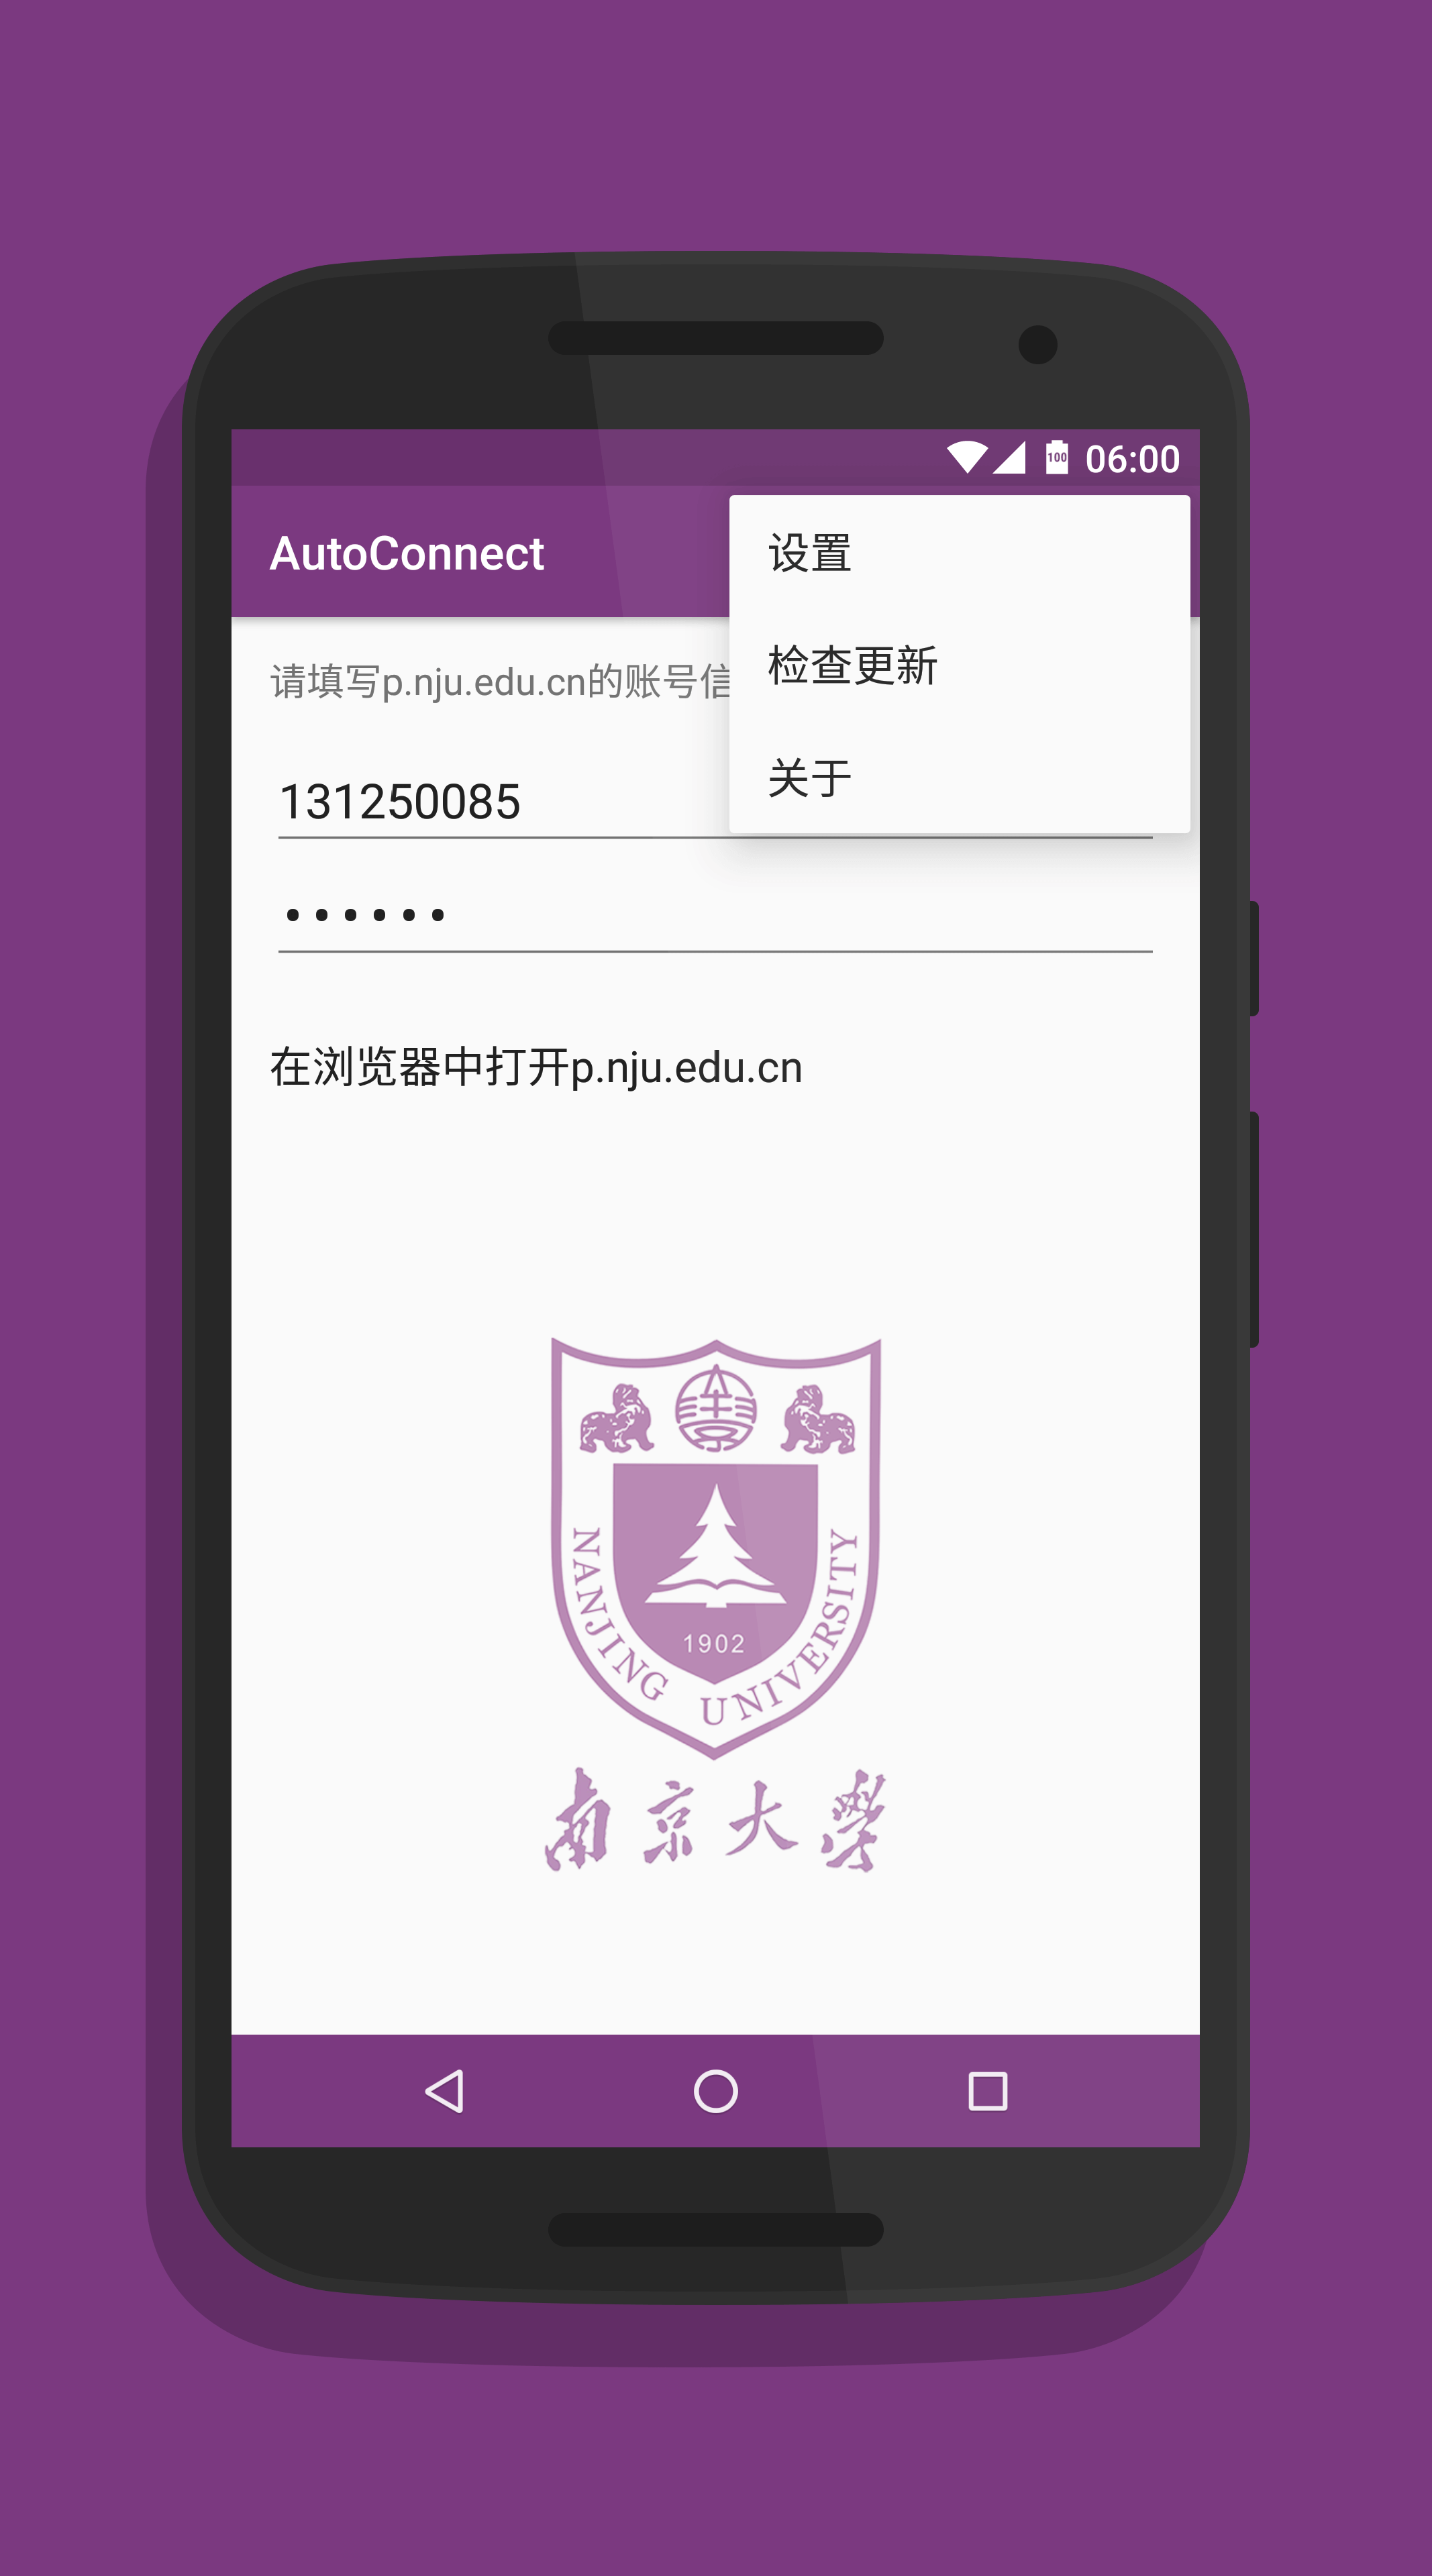 100 06:00
AutoConnect
设置
检查更新
关于
请填写p.nju.edu.cn的账号信
131250085
••••••
在浏览器中打开p.nju.edu.cn
1902
NANJING UNIVERSITY
南京大學